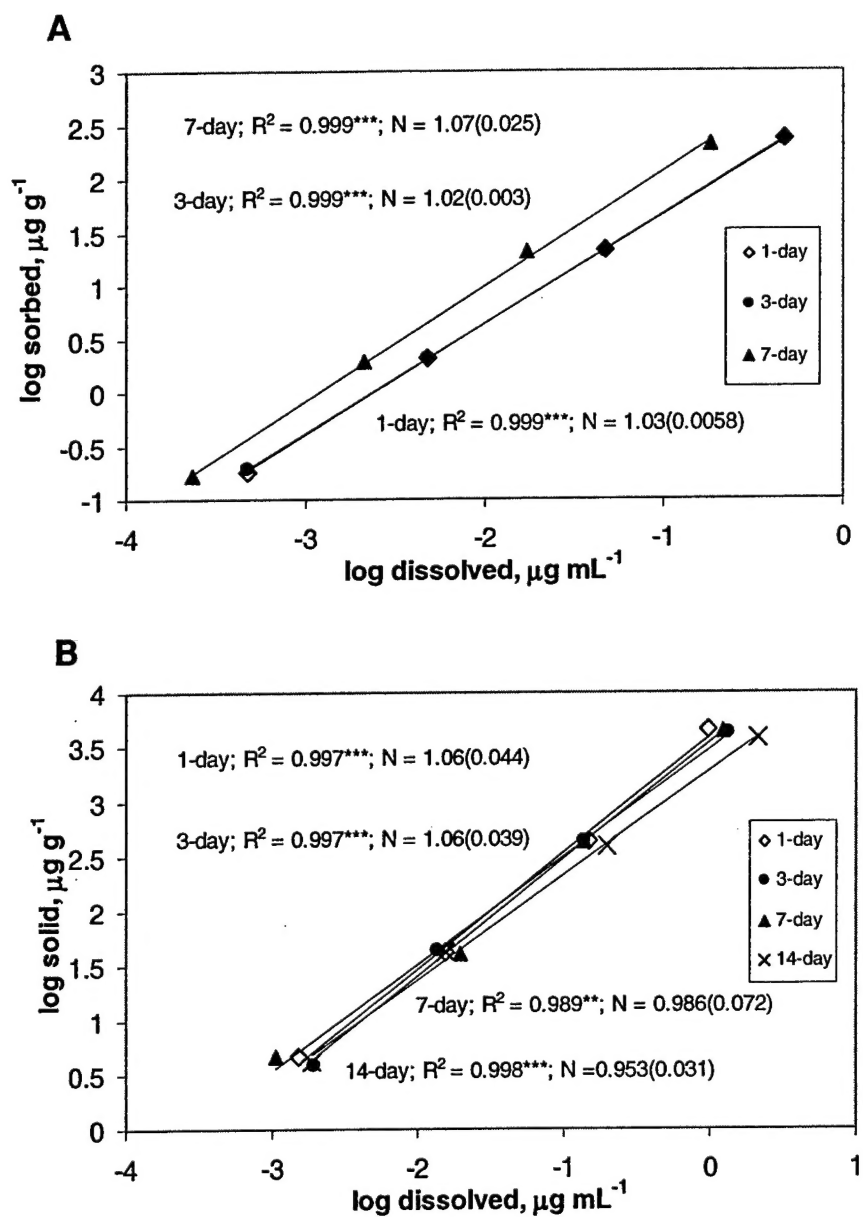 A
3
2.5
2
1.5
1
0.5
0
-0.5
-1
log sorbed, μg g⁻¹
7-day; R² = 0.999***; N = 1.07(0.025)
3-day; R² = 0.999***; N = 1.02(0.003)
1-day; R² = 0.999***; N = 1.03(0.0058)
1-day
3-day
7-day
-4 -3 -2 -1 0
log dissolved, μg mL⁻¹
B
4
3.5
3
2.5
2
1.5
1
0.5
0
log solid, μg g⁻¹
1-day; R² = 0.997***; N = 1.06(0.044)
3-day; R² = 0.997***; N = 1.06(0.039)
7-day; R² = 0.989**; N = 0.986(0.072)
14-day; R² = 0.998***; N =0.953(0.031)
1-day
3-day
7-day
14-day
-4 -3 -2 -1 0 1
log dissolved, μg mL⁻¹